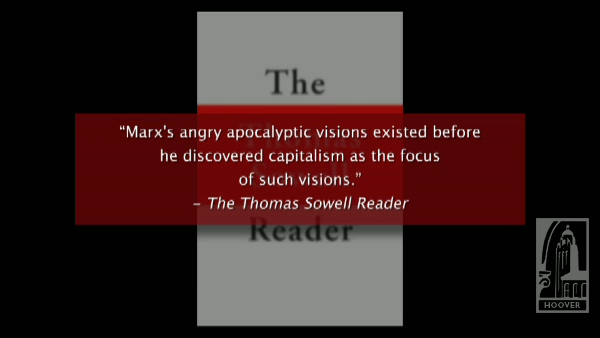 The
“Marx's angry apocalyptic visions existed before
he discovered capitalism as the focus
of such visions.”
– The Thomas Sowell Reader
Reader
HOOVER